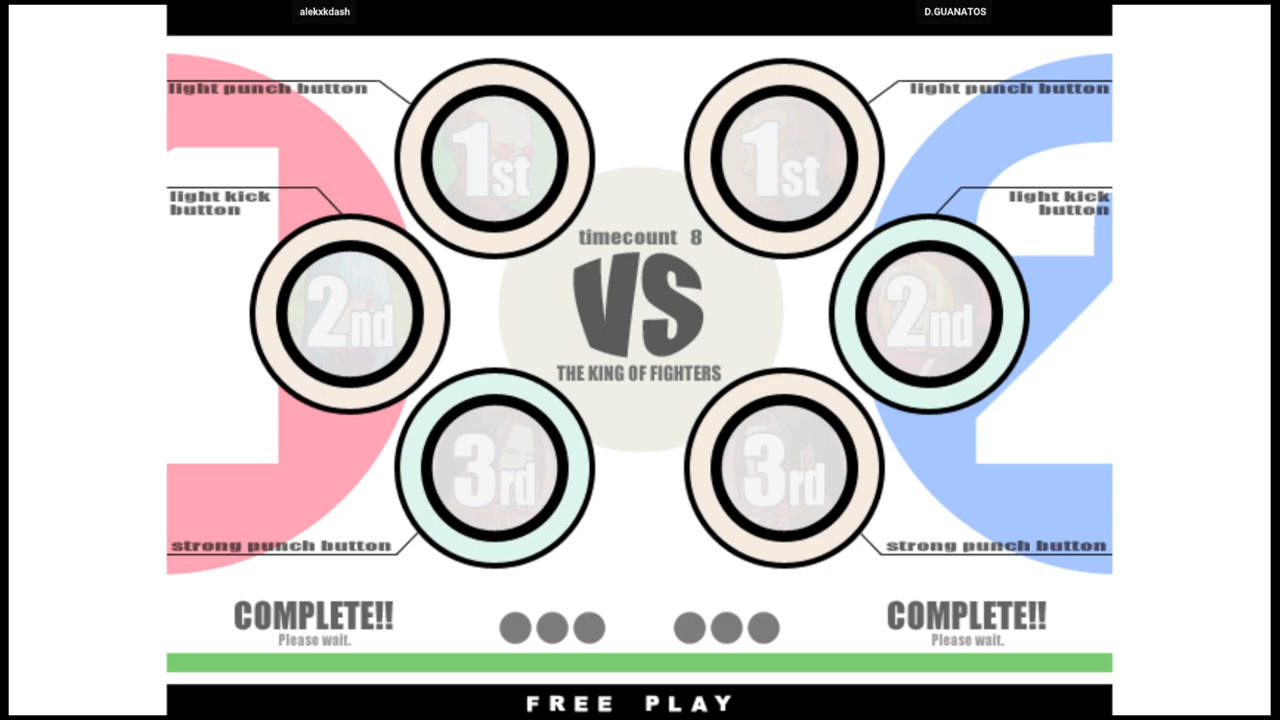 alekxkdash
D.GUANATOS
light punch button
light punch button
1st
1st
light kick
button
light kick
button
timecount 8
VS
THE KING OF FIGHTERS
2nd
2nd
3rd
3rd
strong punch button
strong punch button
COMPLETE!!
Please wait.
COMPLETE!!
Please wait.
FREE PLAY